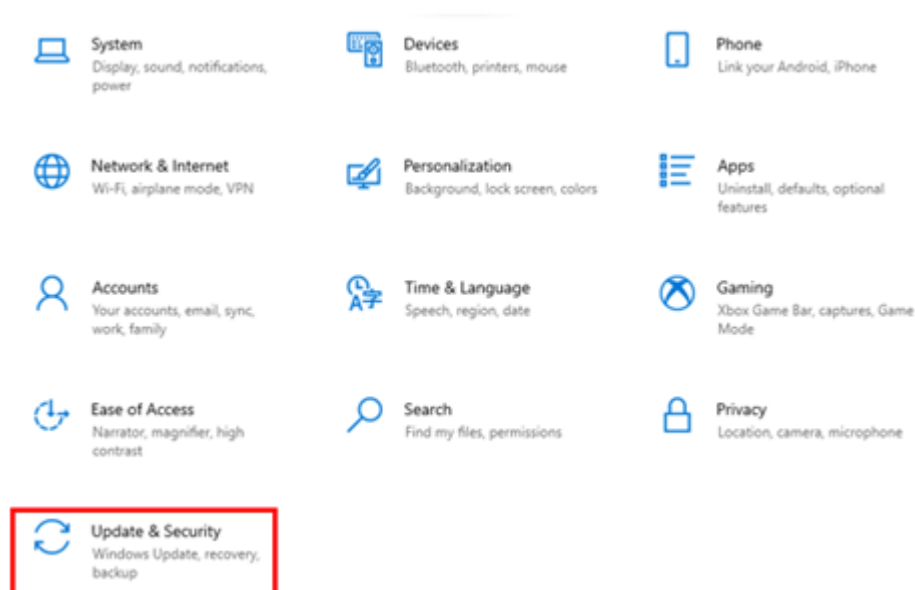 System
Display, sound, notifications,
power
Devices
Bluetooth, printers, mouse
Phone
Link your Android, iPhone
Network & Internet
Wi-Fi, airplane mode, VPN
Personalization
Background, lock screen, colors
Apps
Uninstall, defaults, optional
features
Accounts
Your accounts, email, sync,
work, family
Time & Language
Speech, region, date
Gaming
Xbox Game Bar, captures, Game
Mode
Ease of Access
Narrator, magnifier, high
contrast
Search
Find my files, permissions
Privacy
Location, camera, microphone
Update & Security
Windows Update, recovery,
backup